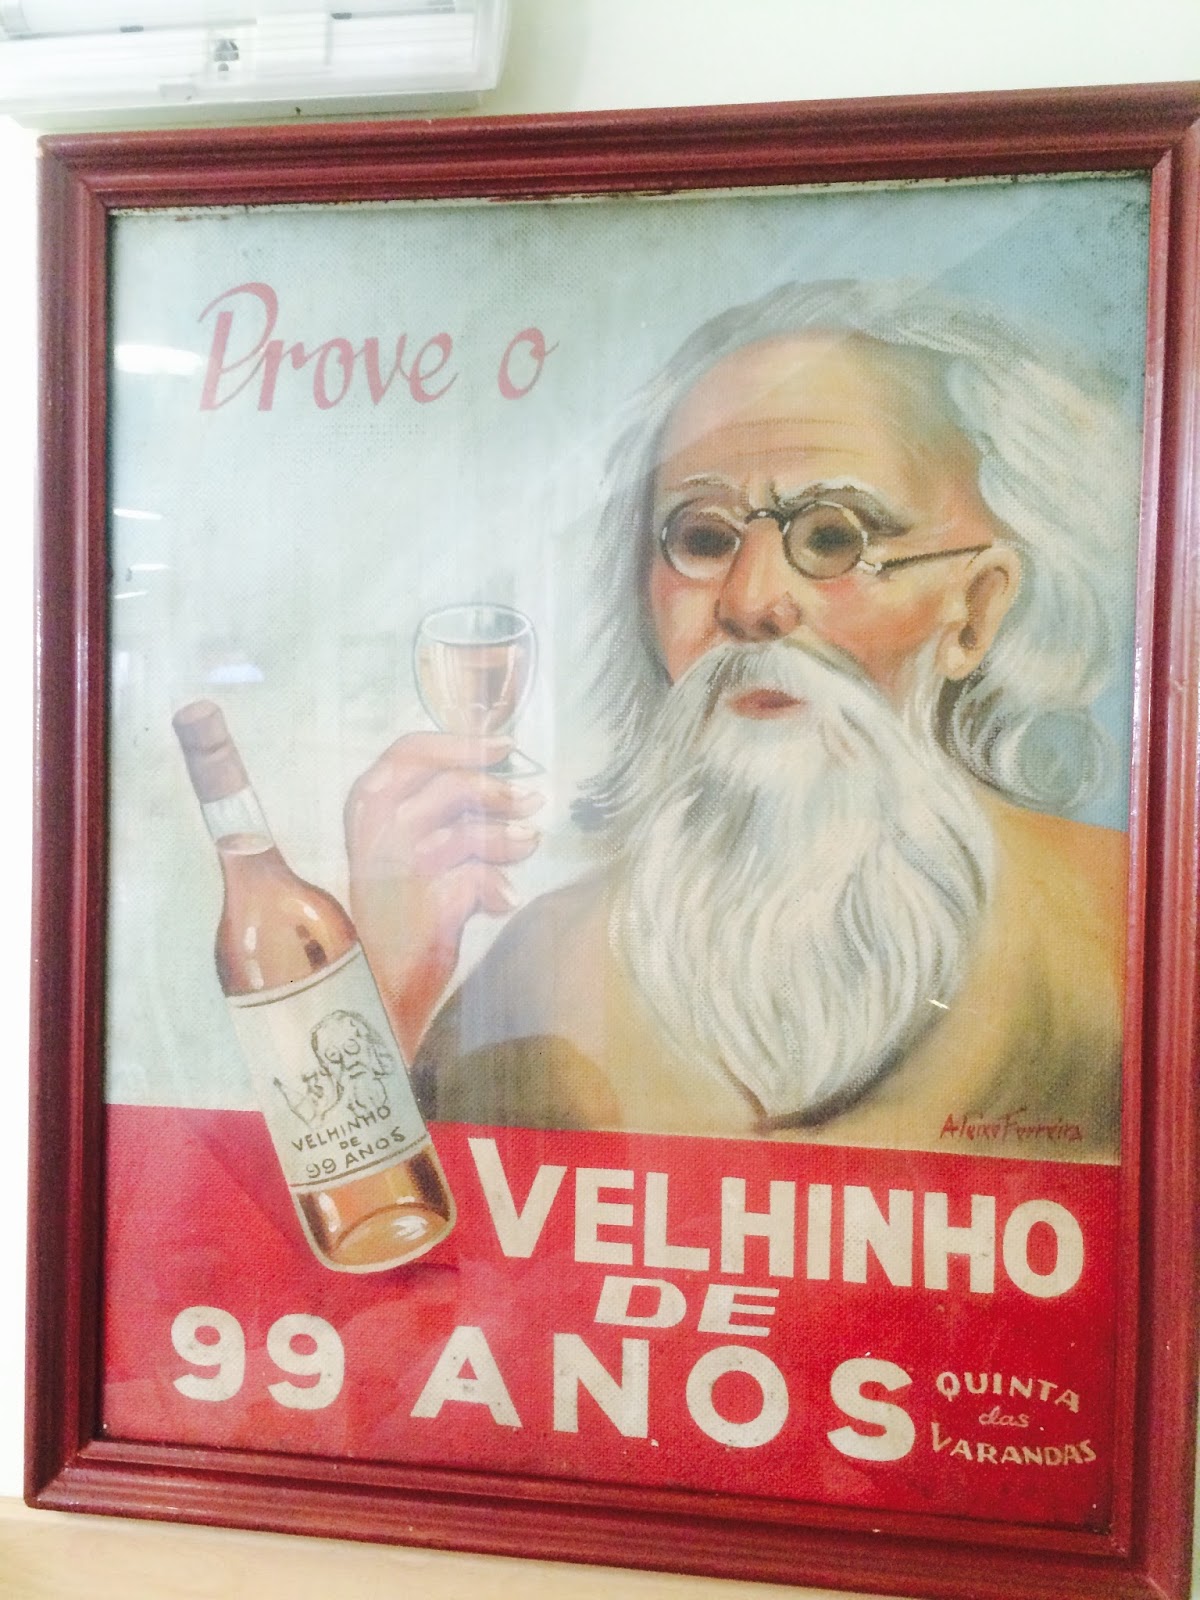 Prove o
VELHINHO
DE
99 ANOS
Aleixo Ferreira
VELHINHO
DE
99 ANOS
QUINTA
das
VARANDAS